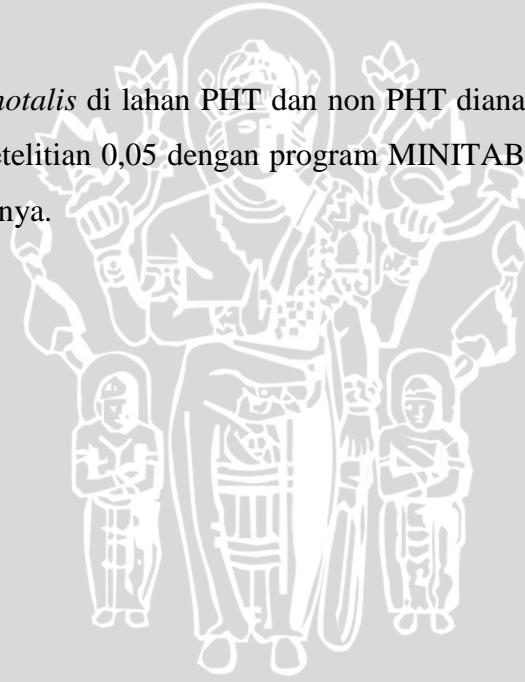 notalis di lahan PHT dan non PHT diana
etelitian 0,05 dengan program MINITAB
nya.